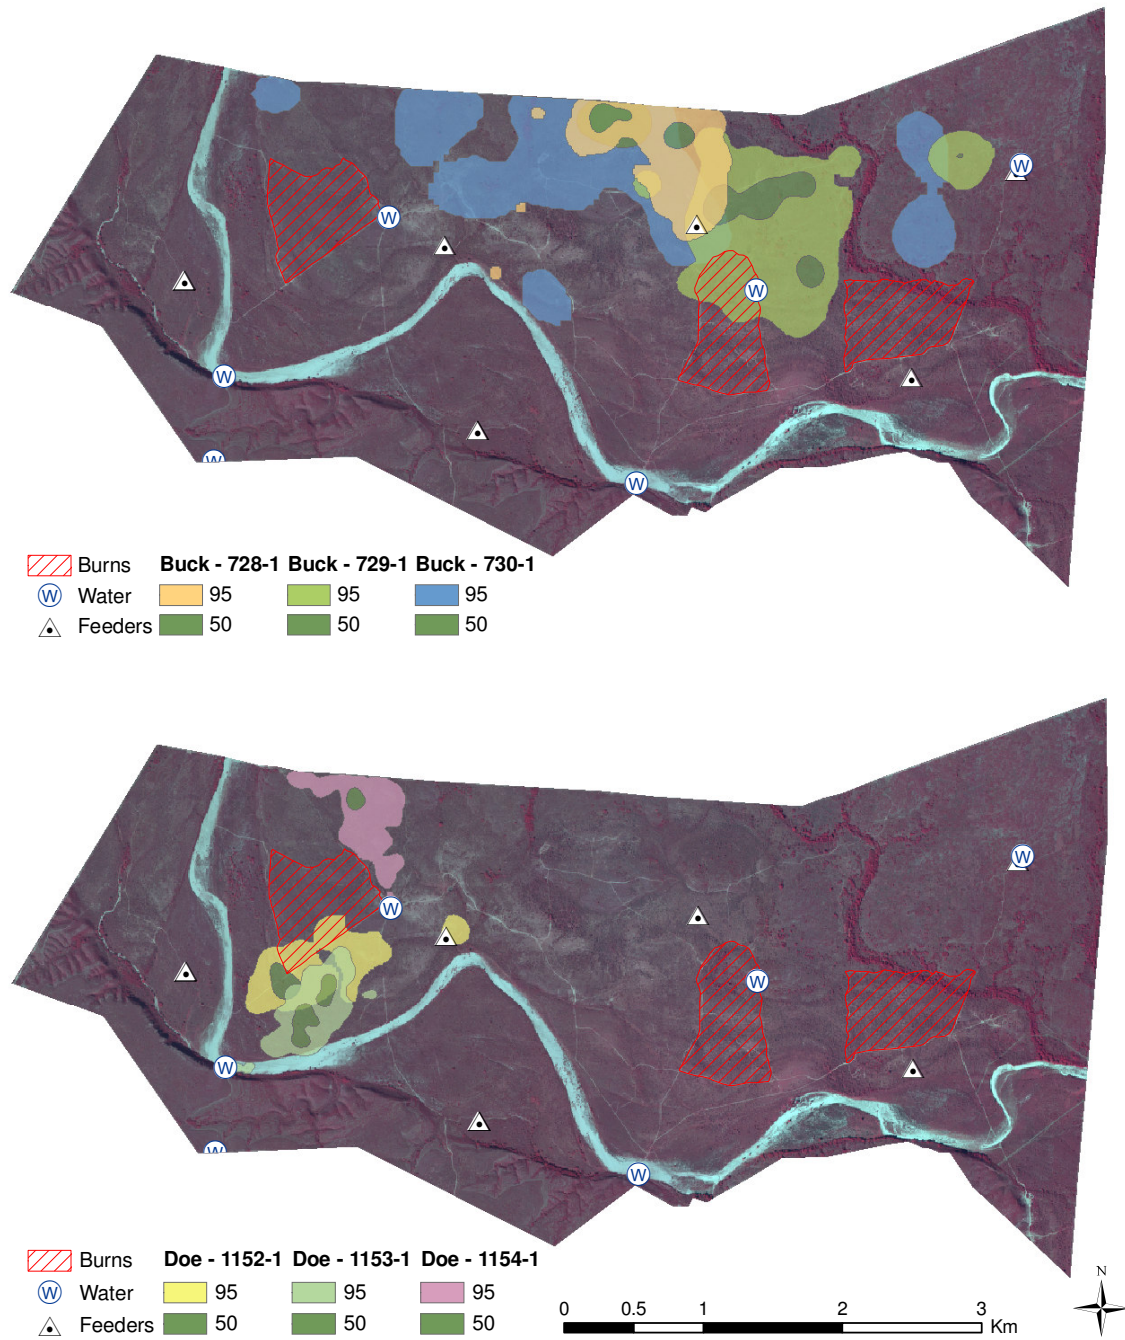 W
W
W
W
W
W
Burns Buck - 728-1 Buck - 729-1 Buck - 730-1
W Water 95 95 95
Feeders 50 50 50
W
W
W
W
W
W
Burns Doe - 1152-1 Doe - 1153-1 Doe - 1154-1
W Water 95 95 95
Feeders 50 50 50
0 0.5 1 2 3
Km
N